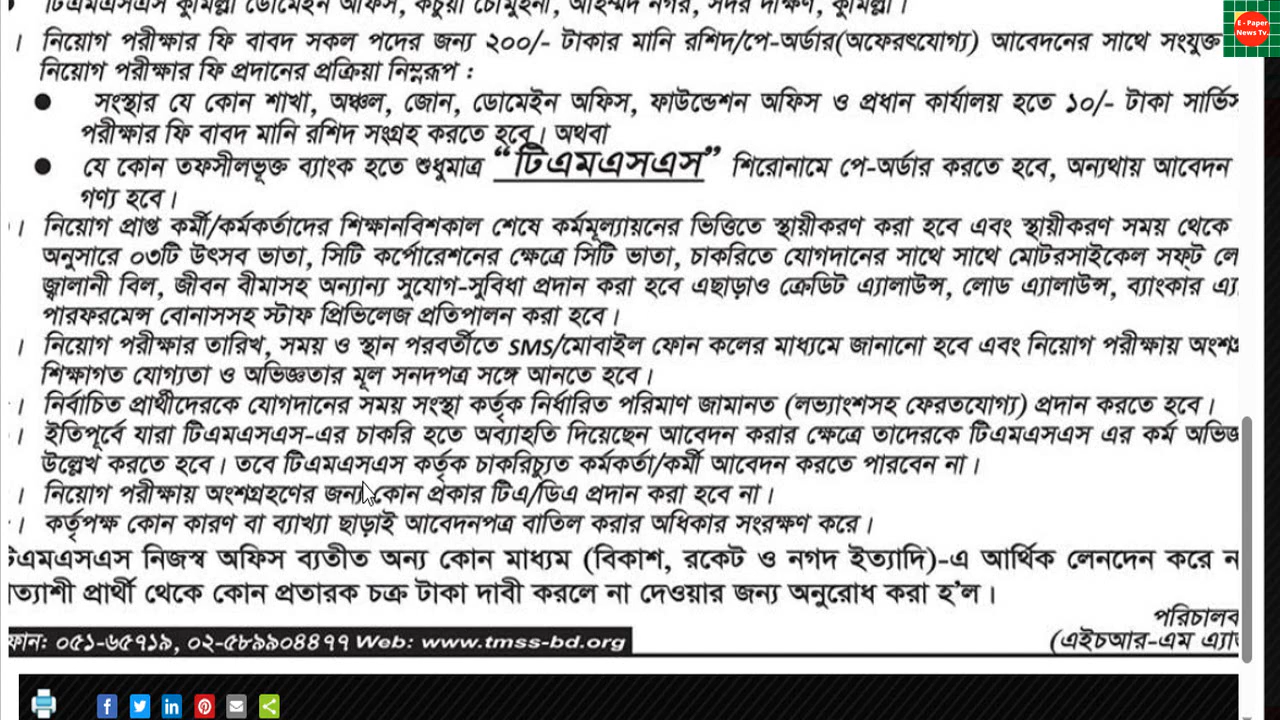 টিএমএসএস কুমিল্লা ডোমেইন অফিস, কচুয়া চৌমুহনী, আহম্মদ নগর, সদর দক্ষিণ, কুমিল্লা।
E - Paper
News Tv.
। নিয়োগ পরীক্ষার ফি বাবদ সকল পদের জন্য ২০০/- টাকার মানি রশিদ/পে-অর্ডার(অফেরৎযোগ্য) আবেদনের সাথে সংযুক্ত
নিয়োগ পরীক্ষার ফি প্রদানের প্রক্রিয়া নিম্নরূপ :
● সংস্থার যে কোন শাখা, অঞ্চল, জোন, ডোমেইন অফিস, ফাউন্ডেশন অফিস ও প্রধান কার্যালয় হতে ১০/- টাকা সার্ভিস
পরীক্ষার ফি বাবদ মানি রশিদ সংগ্রহ করতে হবে। অথবা
● যে কোন তফসীলভূক্ত ব্যাংক হতে শুধুমাত্র “টিএমএসএস” শিরোনামে পে-অর্ডার করতে হবে, অন্যথায় আবেদন
গণ্য হবে।
। নিয়োগ প্রাপ্ত কর্মী/কর্মকর্তাদের শিক্ষানবিশকাল শেষে কর্মমূল্যায়নের ভিত্তিতে স্থায়ীকরণ করা হবে এবং স্থায়ীকরণ সময় থেকে
অনুসারে ০৩টি উৎসব ভাতা, সিটি কর্পোরেশনের ক্ষেত্রে সিটি ভাতা, চাকরিতে যোগদানের সাথে সাথে মোটরসাইকেল সফ্ট লো
জ্বালানী বিল, জীবন বীমাসহ অন্যান্য সুযোগ-সুবিধা প্রদান করা হবে এছাড়াও ক্রেডিট এ্যালাউন্স, লোড এ্যালাউন্স, ব্যাংকার এ্যা
পারফরমেন্স বোনাসসহ স্টাফ প্রিভিলেজ প্রতিপালন করা হবে।
। নিয়োগ পরীক্ষার তারিখ, সময় ও স্থান পরবর্তীতে SMS/মোবাইল ফোন কলের মাধ্যমে জানানো হবে এবং নিয়োগ পরীক্ষায় অংশগ্র
শিক্ষাগত যোগ্যতা ও অভিজ্ঞতার মূল সনদপত্র সঙ্গে আনতে হবে।
। নির্বাচিত প্রার্থীদেরকে যোগদানের সময় সংস্থা কর্তৃক নির্ধারিত পরিমাণ জামানত (লভ্যাংশসহ ফেরতযোগ্য) প্রদান করতে হবে।
। ইতিপূর্বে যারা টিএমএসএস-এর চাকরি হতে অব্যাহতি দিয়েছেন আবেদন করার ক্ষেত্রে তাদেরকে টিএমএসএস এর কর্ম অভিজ্ঞ
উল্লেখ করতে হবে। তবে টিএমএসএস কর্তৃক চাকরিচ্যুত কর্মকর্তা/কর্মী আবেদন করতে পারবেন না।
। নিয়োগ পরীক্ষায় অংশগ্রহণের জন্য কোন প্রকার টিএ/ডিএ প্রদান করা হবে না।
। কর্তৃপক্ষ কোন কারণ বা ব্যাখ্যা ছাড়াই আবেদনপত্র বাতিল করার অধিকার সংরক্ষণ করে।
টিএমএসএস নিজস্ব অফিস ব্যতীত অন্য কোন মাধ্যম (বিকাশ, রকেট ও নগদ ইত্যাদি)-এ আর্থিক লেনদেন করে ন
ত্যাশী প্রার্থী থেকে কোন প্রতারক চক্র টাকা দাবী করলে না দেওয়ার জন্য অনুরোধ করা হ’ল।
পরিচালক
ফোন: ০৫১-৬৫৭১৯, ০২-৫৮৯৯০৪৪৭৭ Web: www.tmss-bd.org
(এইচআর-এম এ্যা